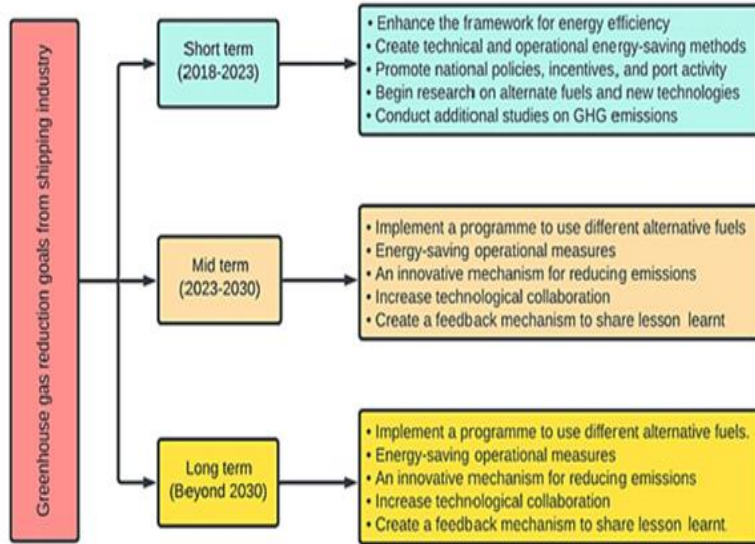 Greenhouse gas reduction goals from shipping industry
Short term
(2018-2023)
• Enhance the framework for energy efficiency
• Create technical and operational energy-saving methods
• Promote national policies, incentives, and port activity
• Begin research on alternate fuels and new technologies
• Conduct additional studies on GHG emissions
Mid term
(2023-2030)
• Implement a programme to use different alternative fuels
• Energy-saving operational measures
• An innovative mechanism for reducing emissions
• Increase technological collaboration
• Create a feedback mechanism to share lesson learnt
Long term
(Beyond 2030)
• Implement a programme to use different alternative fuels.
• Energy-saving operational measures
• An innovative mechanism for reducing emissions
• Increase technological collaboration
• Create a feedback mechanism to share lesson learnt